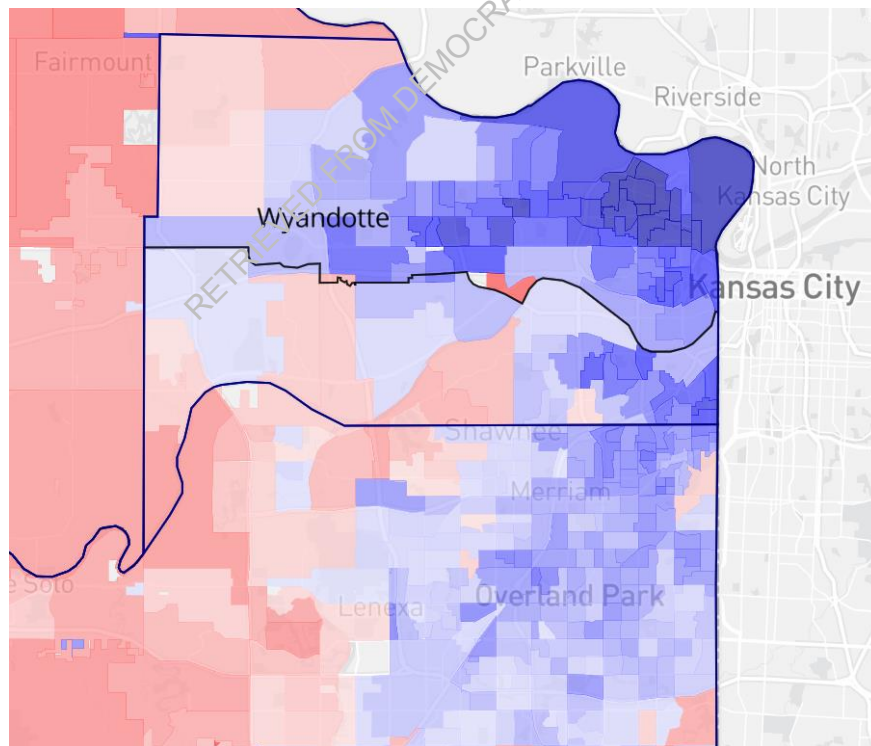 RETRIEVED FROM DEMOCRA
Fairmount
Parkville
Riverside
North
Kansas City
Wyandotte
Kansas City
Shawnee
Merriam
e Soto
Lenexa
Overland Park